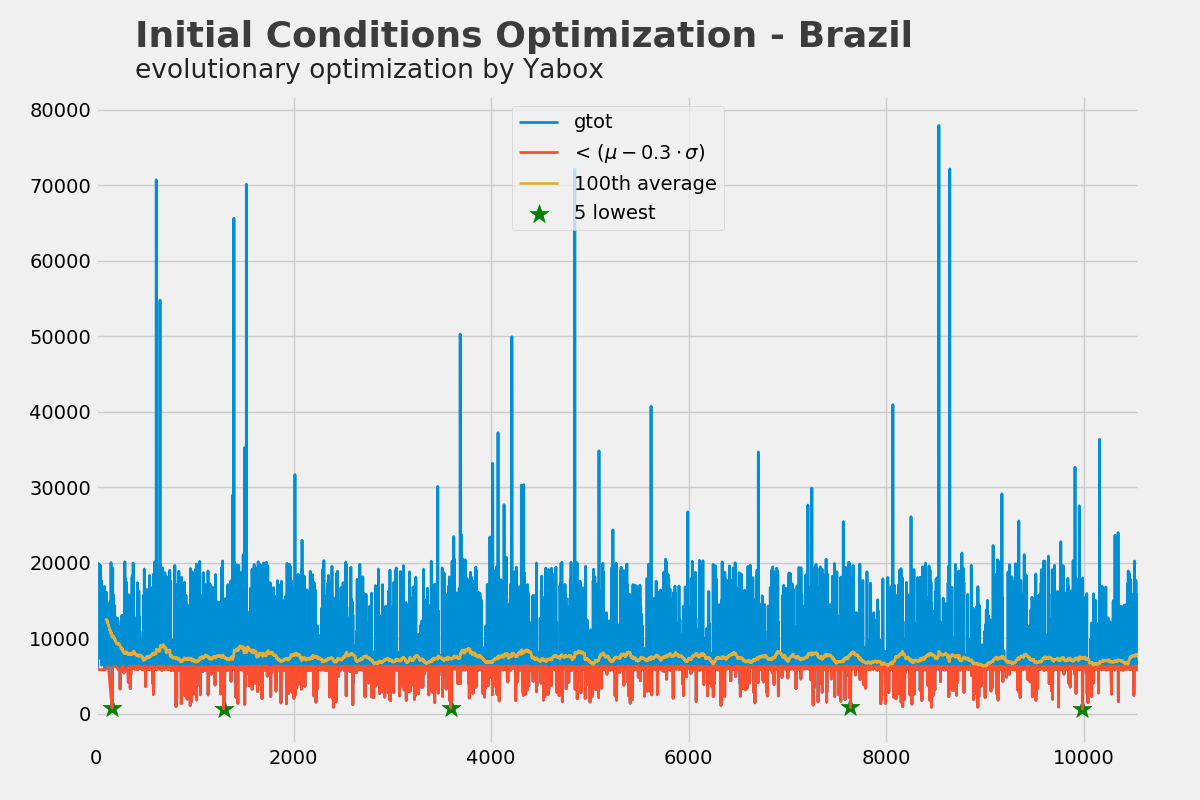 Initial Conditions Optimization - Brazil
evolutionary optimization by Yabox
80000
70000
60000
50000
40000
30000
20000
10000
0
gtot
< (μ − 0.3 · σ)
100th average
5 lowest
0 2000 4000 6000 8000 10000